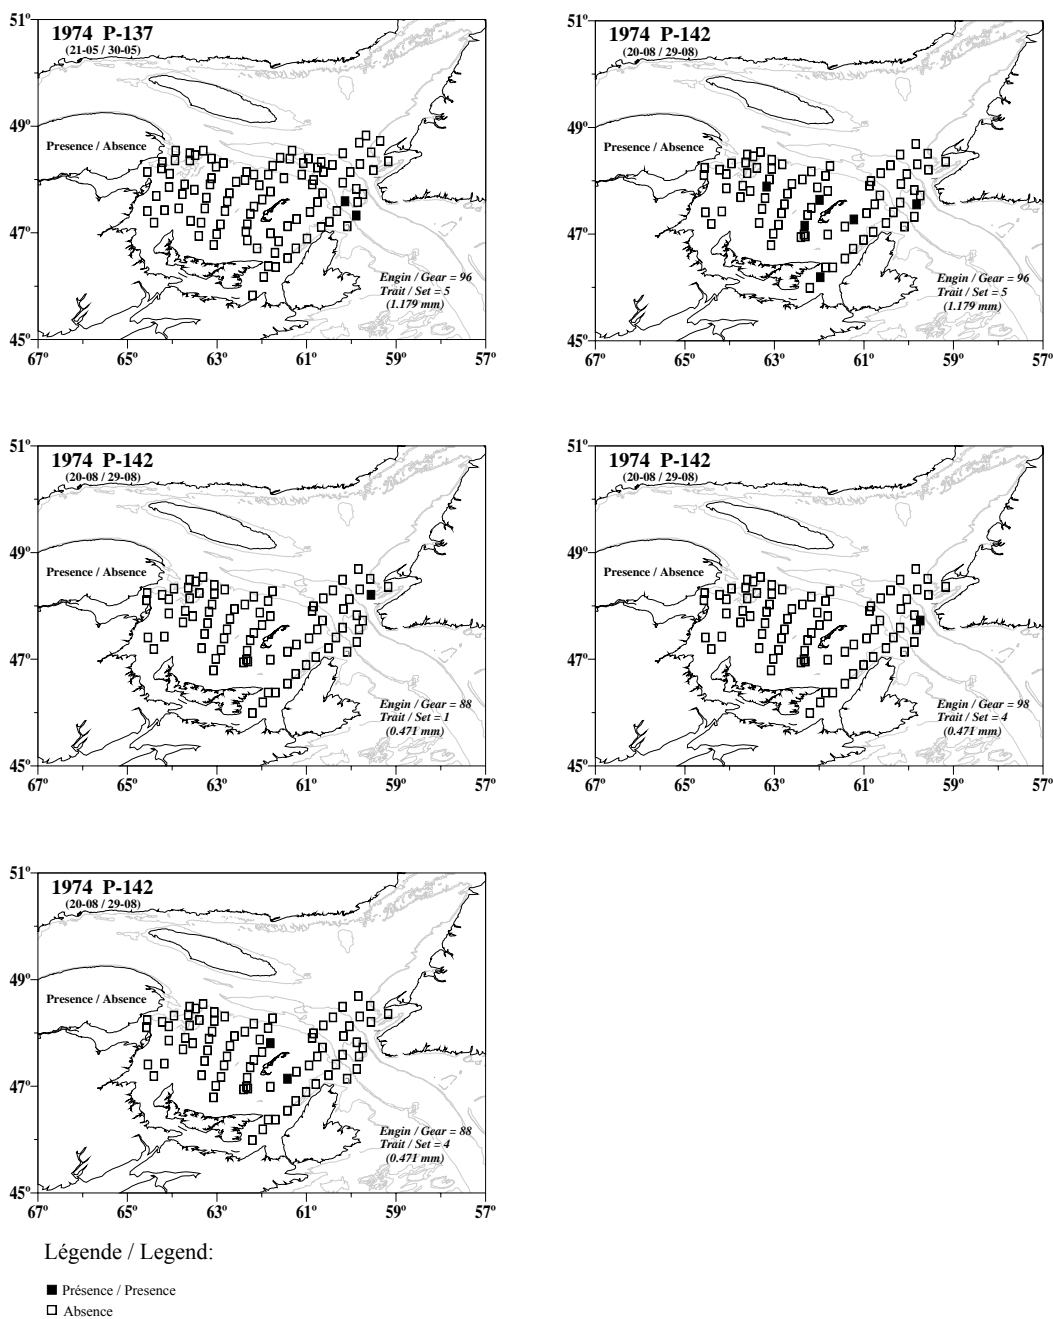 51º
1974 P-137
(21-05 / 30-05)
49º
Presence / Absence
47º
Engin / Gear = 96
Trait / Set = 5
(1.179 mm)
45º
67º 65º 63º 61º 59º 57º
51º
1974 P-142
(20-08 / 29-08)
49º
Presence / Absence
47º
Engin / Gear = 96
Trait / Set = 5
(1.179 mm)
45º
67º 65º 63º 61º 59º 57º
51º
1974 P-142
(20-08 / 29-08)
49º
Presence / Absence
47º
Engin / Gear = 88
Trait / Set = 1
(0.471 mm)
45º
67º 65º 63º 61º 59º 57º
51º
1974 P-142
(20-08 / 29-08)
49º
Presence / Absence
47º
Engin / Gear = 98
Trait / Set = 4
(0.471 mm)
45º
67º 65º 63º 61º 59º 57º
51º
1974 P-142
(20-08 / 29-08)
49º
Presence / Absence
47º
Engin / Gear = 88
Trait / Set = 4
(0.471 mm)
45º
67º 65º 63º 61º 59º 57º
Légende / Legend:
Présence / Presence
Absence